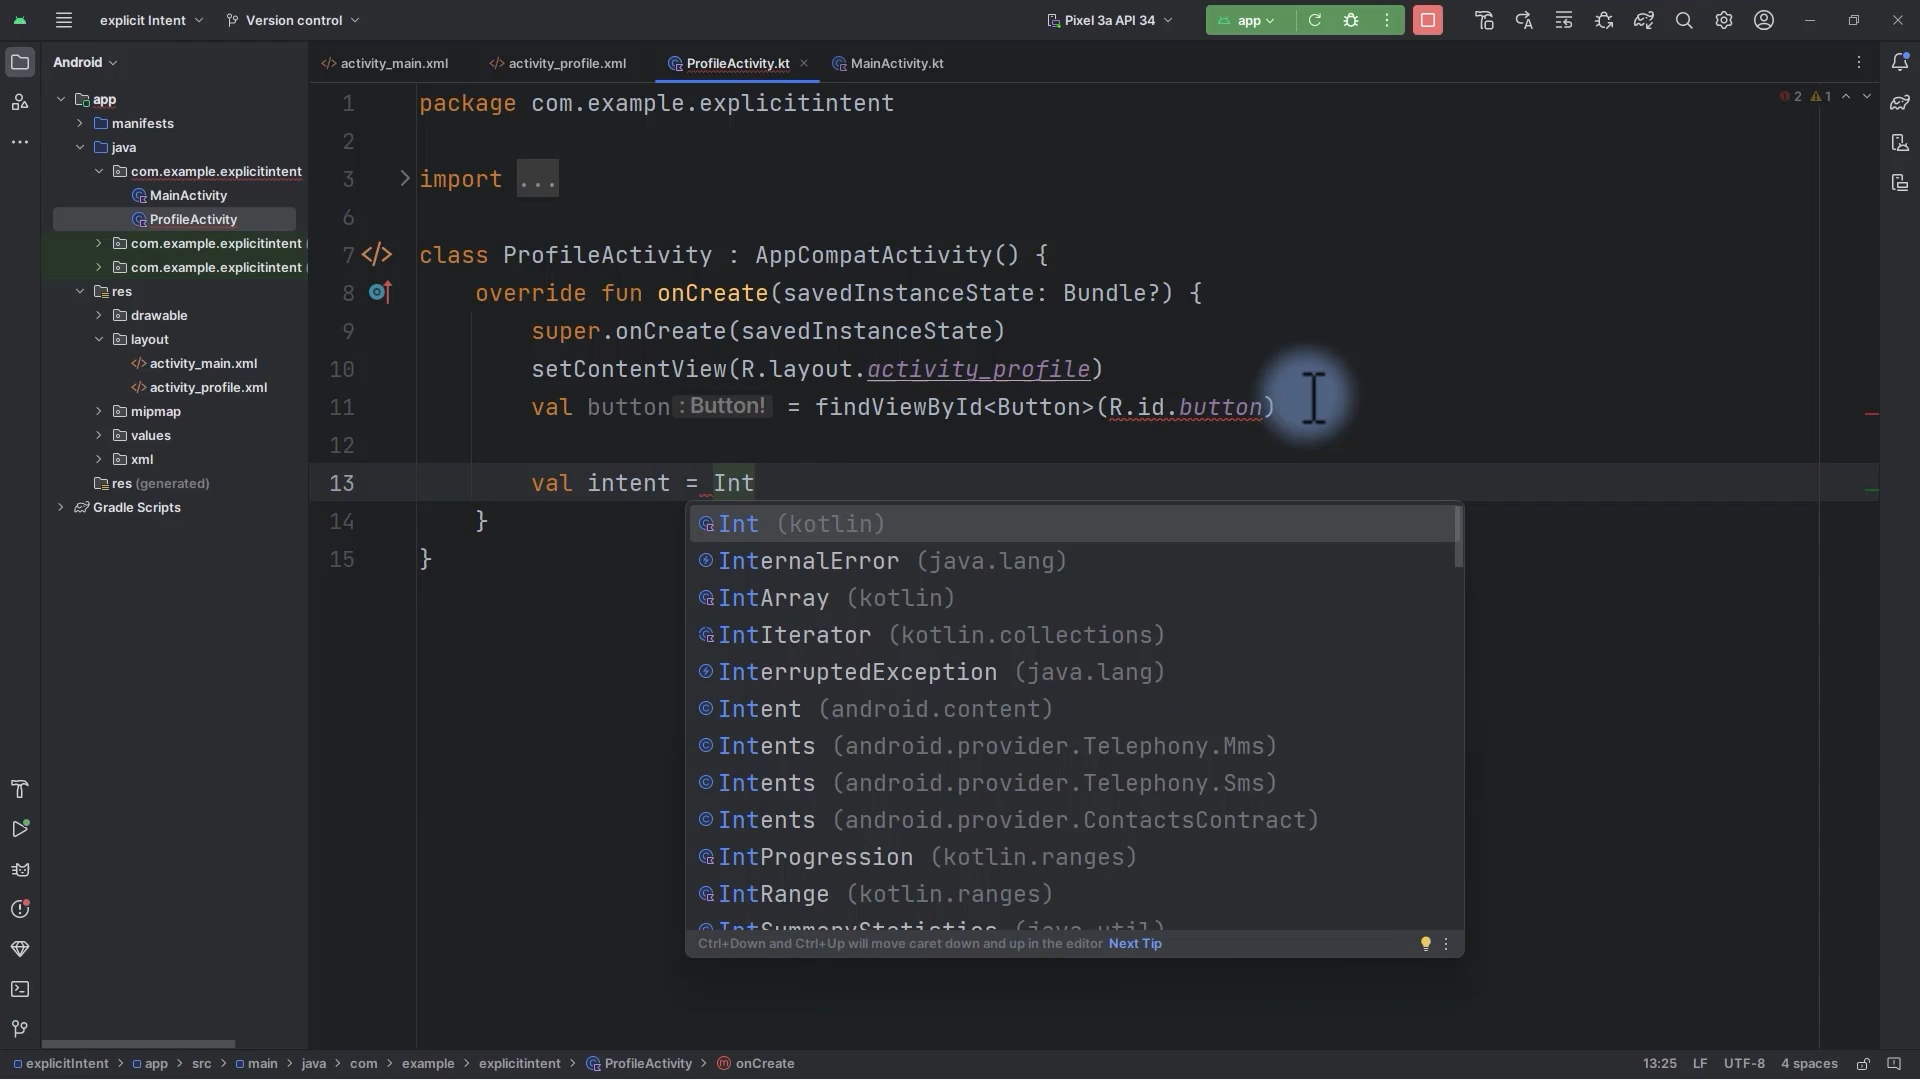 explicit Intent
Version control
Pixel 3a API 34
app
Android
activity_main.xml
activity_profile.xml
ProfileActivity.kt
MainActivity.kt
app
manifests
java
com.example.explicitintent
MainActivity
ProfileActivity
com.example.explicitintent
com.example.explicitintent
res
drawable
layout
activity_main.xml
activity_profile.xml
mipmap
values
xml
res (generated)
Gradle Scripts
2 1
1 package com.example.explicitintent
2
3 import ...
6
7 class ProfileActivity : AppCompatActivity() {
8 override fun onCreate(savedInstanceState: Bundle?) {
9 super.onCreate(savedInstanceState)
10 setContentView(R.layout.activity_profile)
11 val button : Button! = findViewById<Button>(R.id.button)
12
13 val intent = Int
14 }
15 }
Int (kotlin)
InternalError (java.lang)
IntArray (kotlin)
IntIterator (kotlin.collections)
InterruptedException (java.lang)
Intent (android.content)
Intents (android.provider.Telephony.Mms)
Intents (android.provider.Telephony.Sms)
Intents (android.provider.ContactsContract)
IntProgression (kotlin.ranges)
IntRange (kotlin.ranges)
IntSummaryStatistics (java.util)
Ctrl+Down and Ctrl+Up will move caret down and up in the editor Next Tip
explicitIntent > app > src > main > java > com > example > explicitintent > ProfileActivity > onCreate
13:25 LF UTF-8 4 spaces